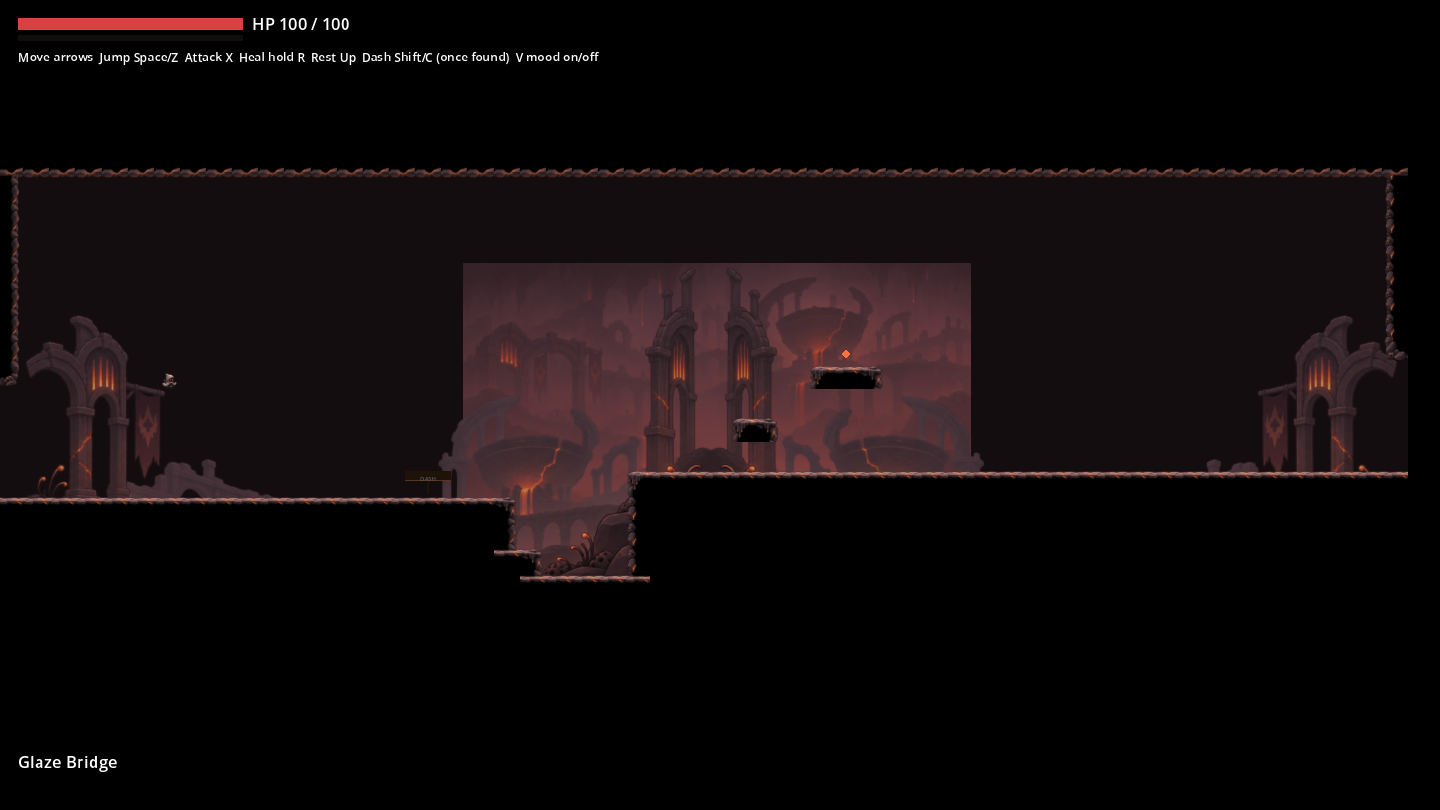 HP 100 / 100
Move arrows  Jump Space/Z  Attack X  Heal hold R  Rest Up  Dash Shift/C (once found)  V mood on/off
DASH
Glaze Bridge